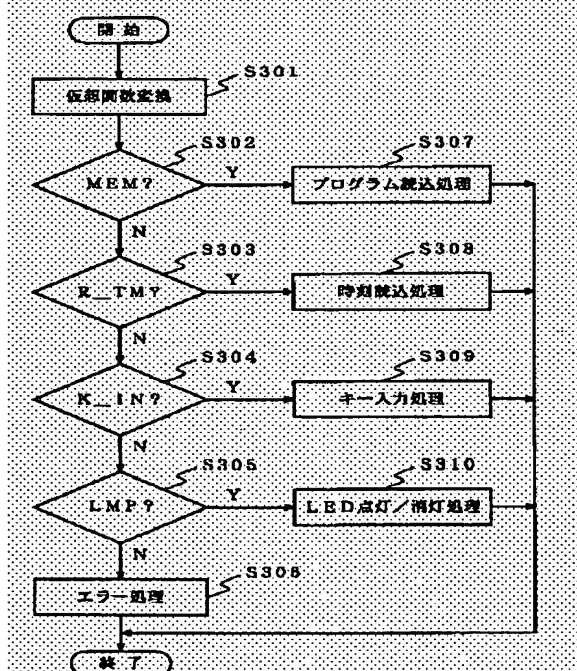 開始
S301
仮想関数変換
S302
MEM?
Y
S307
プログラム読込処理
N
S303
R_TM?
Y
S308
時刻読込処理
N
S304
K_IN?
Y
S309
キー入力処理
N
S305
LMP?
Y
S310
LED点灯/消灯処理
N
S306
エラー処理
終了